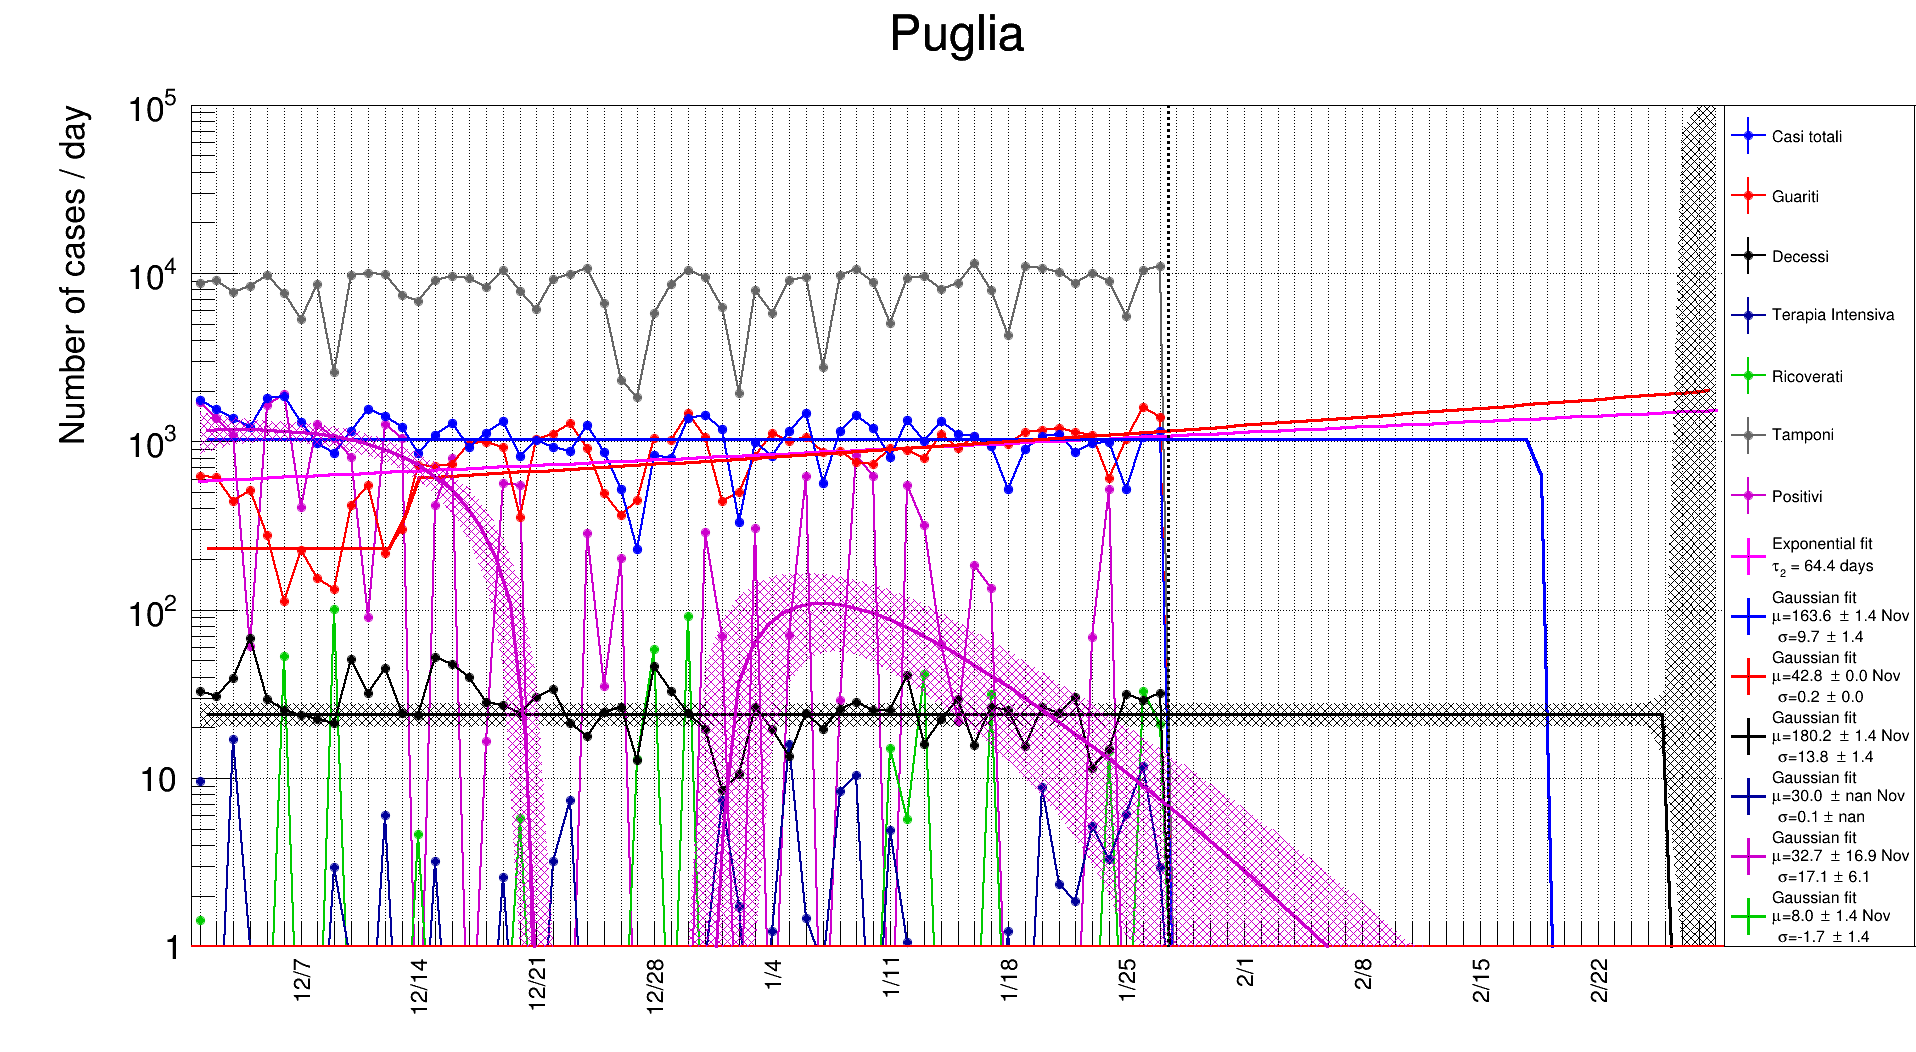 Puglia
Number of cases / day
10^5
10^4
10^3
10^2
10
1
12/7
12/14
12/21
12/28
1/4
1/11
1/18
1/25
2/1
2/8
2/15
2/22
Casi totali
Guariti
Decessi
Terapia Intensiva
Ricoverati
Tamponi
Positivi
Exponential fit
τ₂ = 64.4 days
Gaussian fit
μ=163.6 ± 1.4 Nov
σ=9.7 ± 1.4
Gaussian fit
μ=42.8 ± 0.0 Nov
σ=0.2 ± 0.0
Gaussian fit
μ=180.2 ± 1.4 Nov
σ=13.8 ± 1.4
Gaussian fit
μ=30.0 ± nan Nov
σ=0.1 ± nan
Gaussian fit
μ=32.7 ± 16.9 Nov
σ=17.1 ± 6.1
Gaussian fit
μ=8.0 ± 1.4 Nov
σ=-1.7 ± 1.4